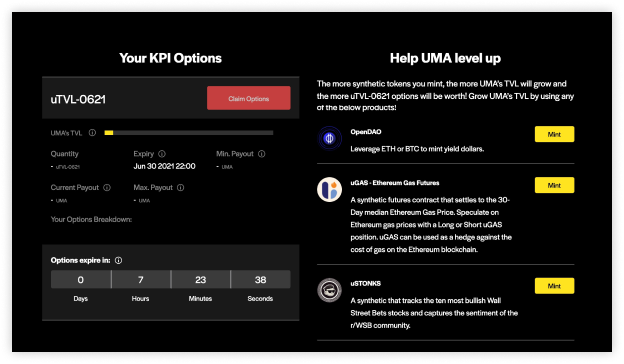 Your KPI Options
uTVL-0621
Claim Options
UMA's TVL
Quantity
- uTVL-0621
Expiry
Jun 30 2021 22:00
Min. Payout
- UMA
Current Payout
- UMA
Max. Payout
- UMA
Your Options Breakdown:
Options expire in:
0
7
23
38
Days
Hours
Minutes
Seconds
Help UMA level up
The more synthetic tokens you mint, the more UMA's TVL will grow and
the more uTVL-0621 options will be worth! Grow UMA's TVL by using any
of the below products!
OpenDAO
Leverage ETH or BTC to mint yield dollars.
Mint
uGAS - Ethereum Gas Futures
A synthetic futures contract that settles to the 30-
Day median Ethereum Gas Price. Speculate on
Ethereum gas prices with a Long or Short uGAS
position. uGAS can be used as a hedge against the
cost of gas on the Ethereum blockchain.
Mint
uSTONKS
A synthetic that tracks the ten most bullish Wall
Street Bets stocks and captures the sentiment of the
r/WSB community.
Mint